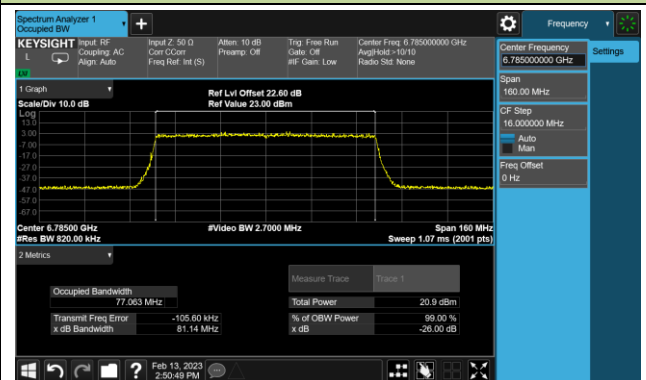 Spectrum Analyzer 1
Occupied BW
Frequency
KEYSIGHT
Input: RF
Coupling: AC
Align: Auto
Input Z: 50 Ω
Corr CCorr
Freq Ref: Int (S)
Atten: 10 dB
Preamp: Off
Trig: Free Run
Gate: Off
#IF Gain: Low
Center Freq: 6.785000000 GHz
Avg|Hold:>10/10
Radio Std: None
L
LXI
Center Frequency
6.785000000 GHz
Settings
Span
160.00 MHz
CF Step
16.000000 MHz
Auto
Man
Freq Offset
0 Hz
1 Graph
Scale/Div 10.0 dB
Ref Lvl Offset 22.60 dB
Ref Value 23.00 dBm
Log
13.0
3.00
-7.00
-17.0
-27.0
-37.0
-47.0
-57.0
-67.0
Center 6.78500 GHz
#Res BW 820.00 kHz
#Video BW 2.7000 MHz
Span 160 MHz
Sweep 1.07 ms (2001 pts)
2 Metrics
Measure Trace
Trace 1
Occupied Bandwidth
77.063 MHz
Total Power
20.9 dBm
Transmit Freq Error
-105.60 kHz
% of OBW Power
99.00 %
x dB Bandwidth
81.14 MHz
x dB
-26.00 dB
?
Feb 13, 2023
2:50:49 PM